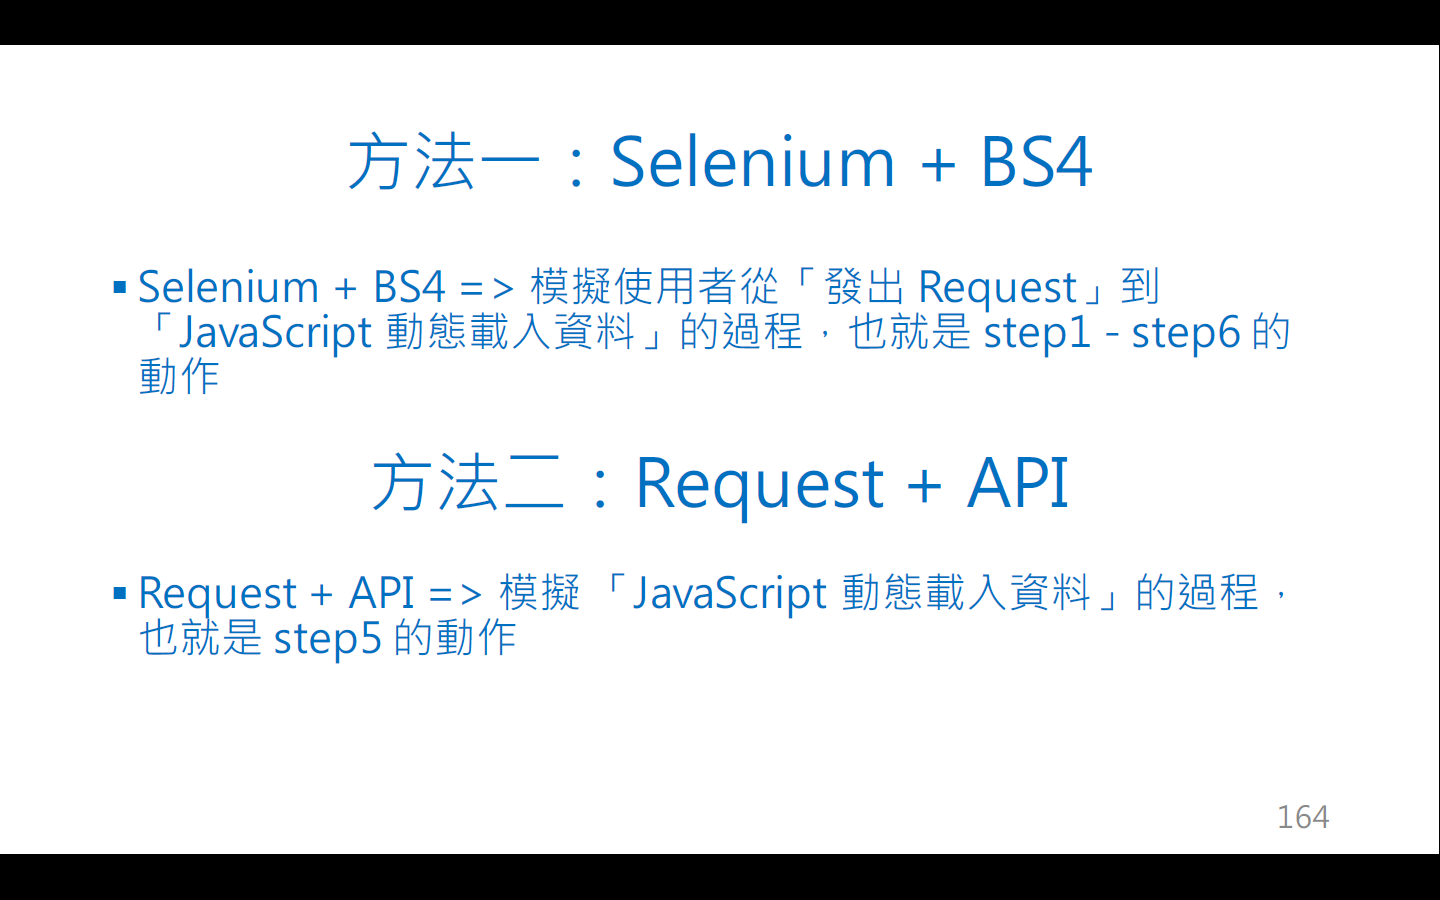 方法一：Selenium + BS4
▪ Selenium + BS4 => 模擬使用者從「發出 Request」到
「JavaScript 動態載入資料」的過程，也就是 step1 - step6 的
動作
方法二：Request + API
▪ Request + API => 模擬 「JavaScript 動態載入資料」的過程，
也就是 step5 的動作
164